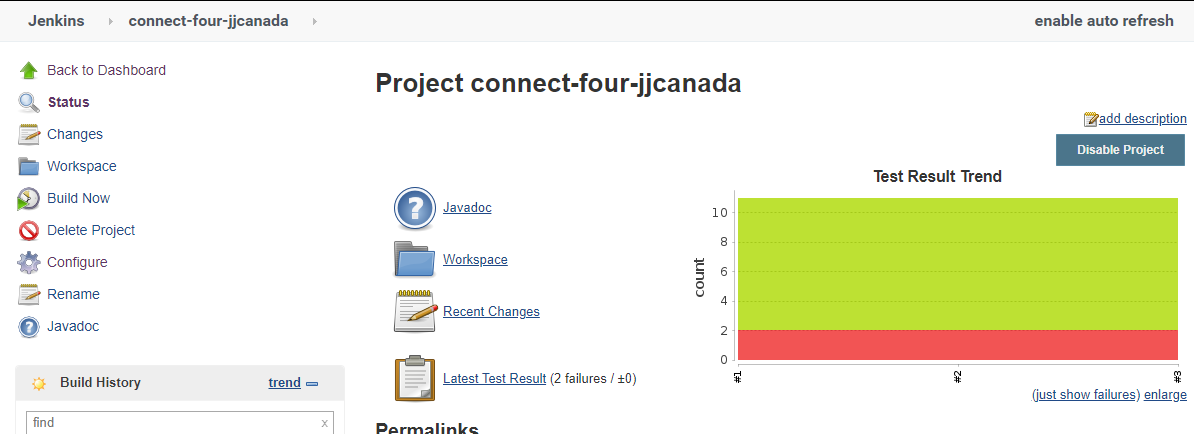 Jenkins connect-four-jjcanada enable auto refresh
Back to Dashboard
Status
Changes
Workspace
Build Now
Delete Project
Configure
Rename
Javadoc
Build History trend
find x
Project connect-four-jjcanada
add description
Disable Project
Javadoc
Workspace
Recent Changes
Latest Test Result (2 failures / ±0)
Test Result Trend
count
10
8
6
4
2
0
#1 #2 #3
(just show failures) enlarge
Permalinks